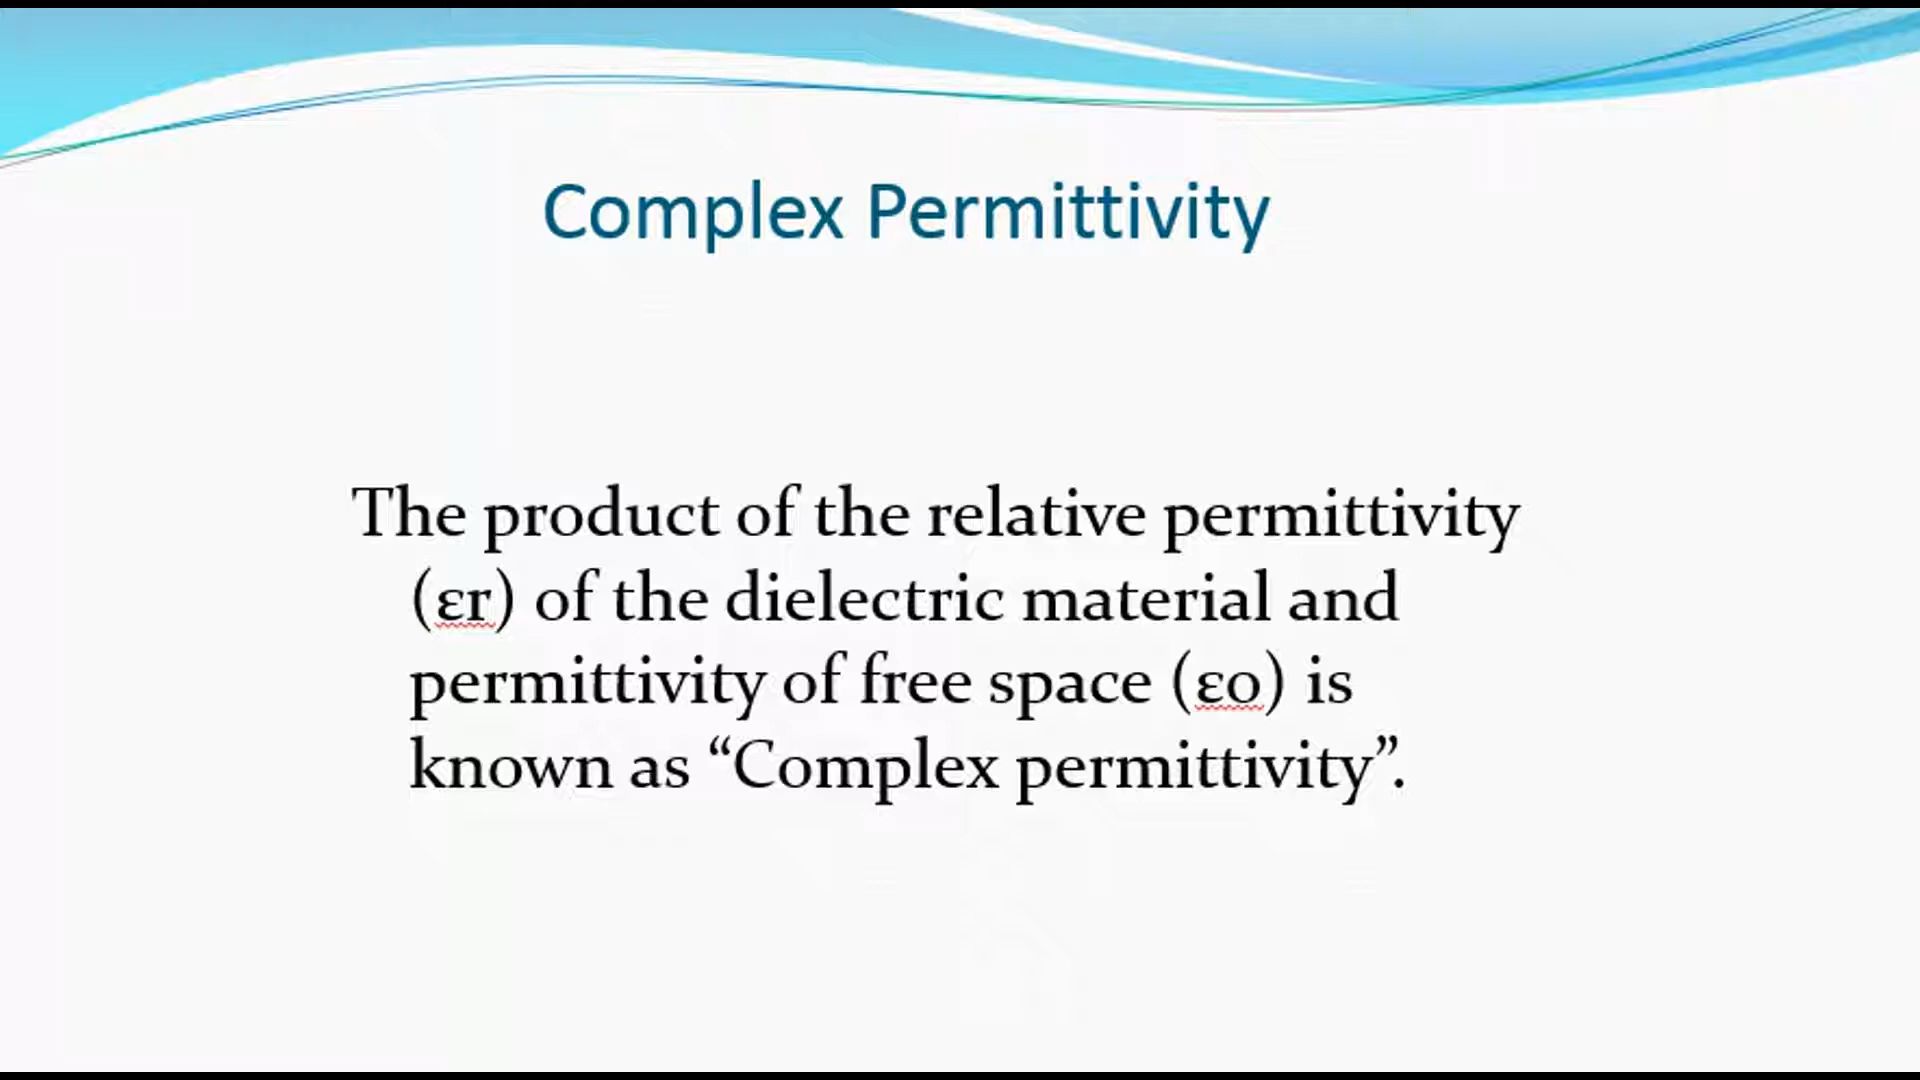 Complex Permittivity
The product of the relative permittivity
(εr) of the dielectric material and
permittivity of free space (εo) is
known as “Complex permittivity”.